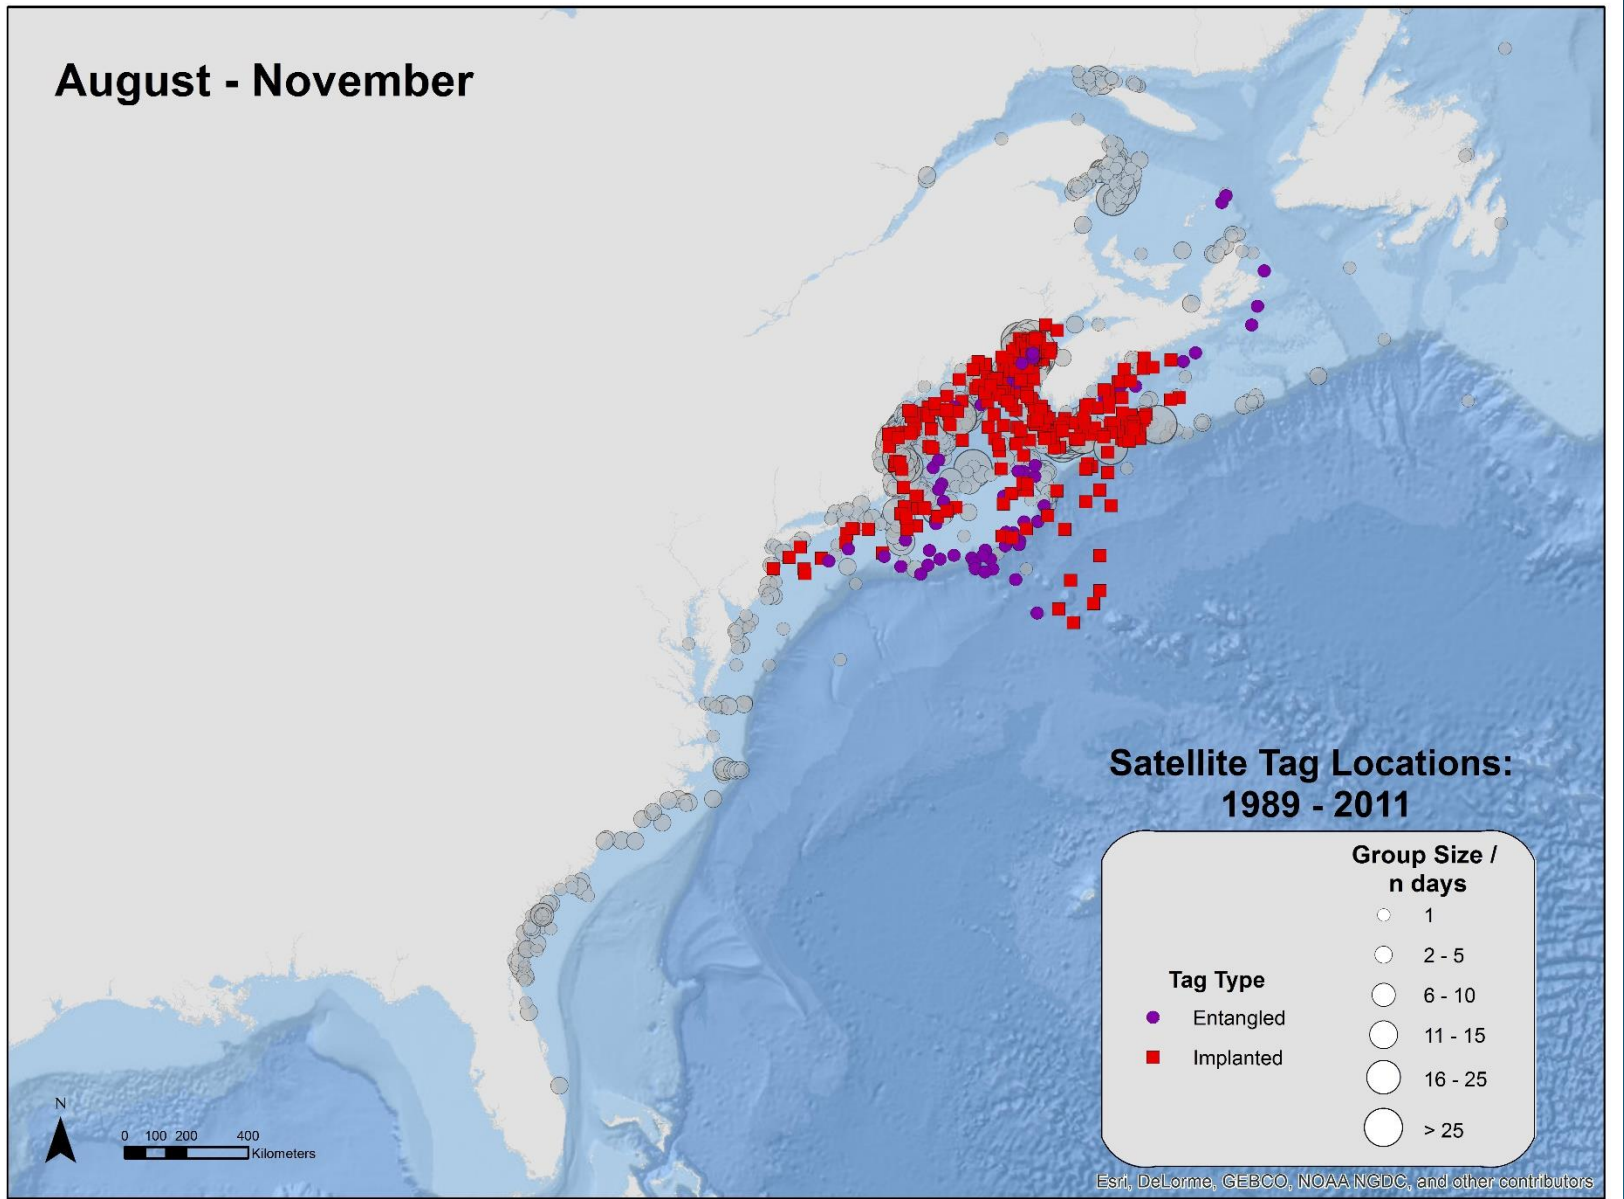 August - November
Satellite Tag Locations:
1989 - 2011
Group Size /
n days
1
2 - 5
6 - 10
11 - 15
16 - 25
> 25
Tag Type
Entangled
Implanted
N
0 100 200 400
Kilometers
Esri, DeLorme, GEBCO, NOAA NGDC, and other contributors